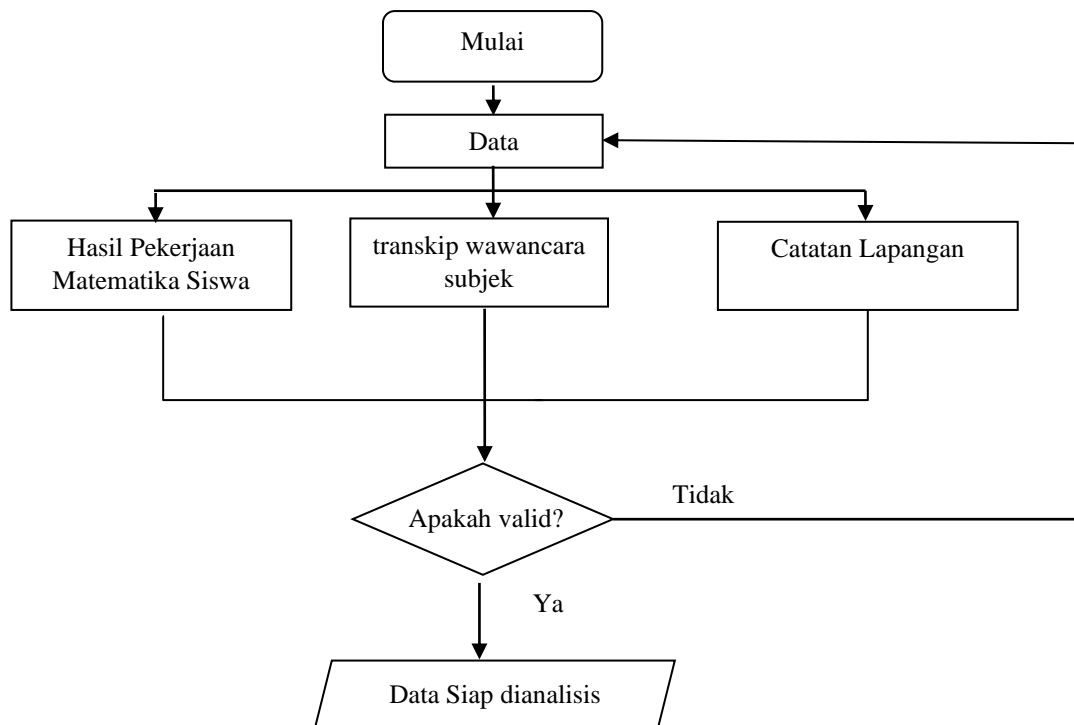 Mulai
Data
Hasil Pekerjaan
Matematika Siswa
transkip wawancara
subjek
Catatan Lapangan
Apakah valid?
Tidak
Ya
Data Siap dianalisis